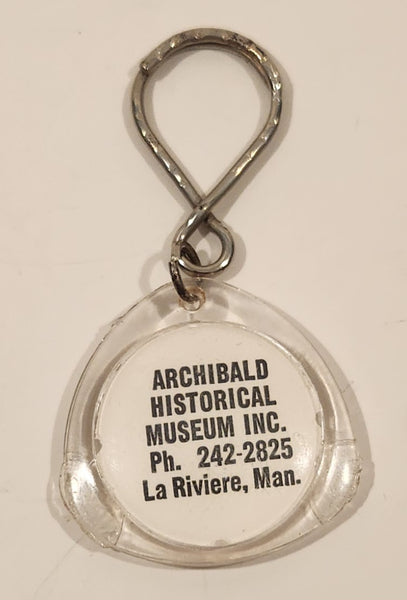 ARCHIBALD
HISTORICAL
MUSEUM INC.
Ph. 242-2825
La Riviere, Man.